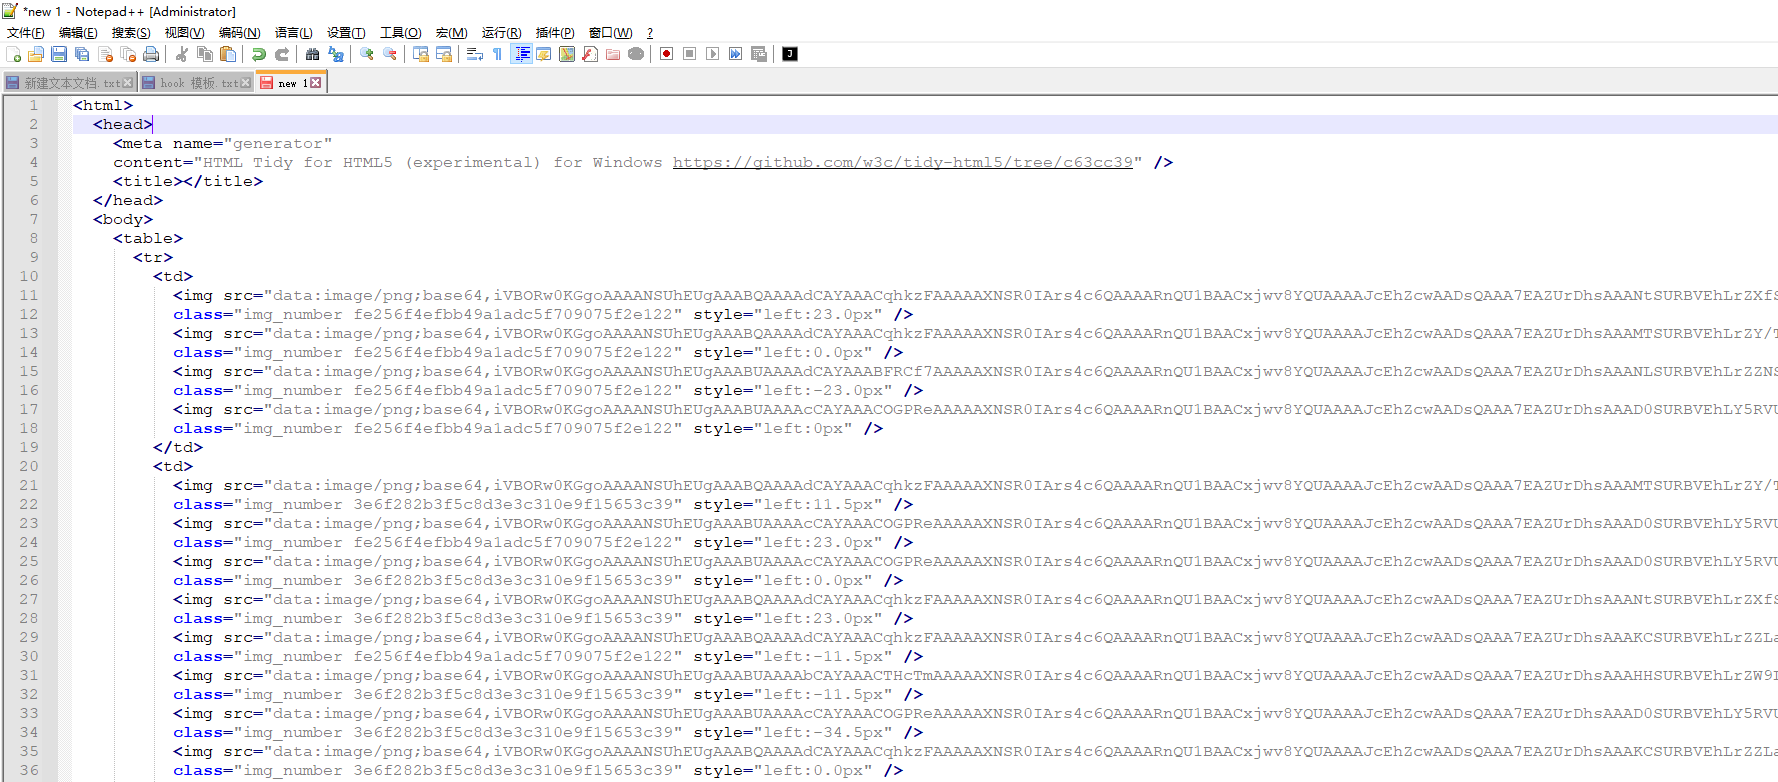 *new 1 - Notepad++ [Administrator]
文件(F) 编辑(E) 搜索(S) 视图(V) 编码(N) 语言(L) 设置(T) 工具(O) 宏(M) 运行(R) 插件(P) 窗口(W) ?
新建文本文档.txt hook 模板.txt new 1
1 <html>
2 <head>
3 <meta name="generator"
4 content="HTML Tidy for HTML5 (experimental) for Windows https://github.com/w3c/tidy-html5/tree/c63cc39" />
5 <title></title>
6 </head>
7 <body>
8 <table>
9 <tr>
10 <td>
11 <img src="data:image/png;base64,iVBORw0KGgoAAAANSUhEUgAAABQAAAAdCAYAAACqhkzFAAAAAXNSR0IArs4c6QAAAARnQU1BAACxjwv8YQUAAAAJcEhZcwAADsQAAA7EAZUrDhsAAANtSURBVEhLrZXfS
12 class="img_number fe256f4efbb49a1adc5f709075f2e122" style="left:23.0px" />
13 <img src="data:image/png;base64,iVBORw0KGgoAAAANSUhEUgAAABQAAAAdCAYAAACqhkzFAAAAAXNSR0IArs4c6QAAAARnQU1BAACxjwv8YQUAAAAJcEhZcwAADsQAAA7EAZUrDhsAAAMTSURBVEhLrZY/T
14 class="img_number fe256f4efbb49a1adc5f709075f2e122" style="left:0.0px" />
15 <img src="data:image/png;base64,iVBORw0KGgoAAAANSUhEUgAAABUAAAAdCAYAAABFRCf7AAAAAXNSR0IArs4c6QAAAARnQU1BAACxjwv8YQUAAAAJcEhZcwAADsQAAA7EAZUrDhsAAANLSURBVEhLrZZNS
16 class="img_number fe256f4efbb49a1adc5f709075f2e122" style="left:-23.0px" />
17 <img src="data:image/png;base64,iVBORw0KGgoAAAANSUhEUgAAABUAAAAcCAYAAACOGPReAAAAAXNSR0IArs4c6QAAAARnQU1BAACxjwv8YQUAAAAJcEhZcwAADsQAAA7EAZUrDhsAAAD0SURBVEhLY5RVU
18 class="img_number fe256f4efbb49a1adc5f709075f2e122" style="left:0px" />
19 </td>
20 <td>
21 <img src="data:image/png;base64,iVBORw0KGgoAAAANSUhEUgAAABQAAAAdCAYAAACqhkzFAAAAAXNSR0IArs4c6QAAAARnQU1BAACxjwv8YQUAAAAJcEhZcwAADsQAAA7EAZUrDhsAAAMTSURBVEhLrZY/T
22 class="img_number 3e6f282b3f5c8d3e3c310e9f15653c39" style="left:11.5px" />
23 <img src="data:image/png;base64,iVBORw0KGgoAAAANSUhEUgAAABUAAAAcCAYAAACOGPReAAAAAXNSR0IArs4c6QAAAARnQU1BAACxjwv8YQUAAAAJcEhZcwAADsQAAA7EAZUrDhsAAAD0SURBVEhLY5RVU
24 class="img_number fe256f4efbb49a1adc5f709075f2e122" style="left:23.0px" />
25 <img src="data:image/png;base64,iVBORw0KGgoAAAANSUhEUgAAABUAAAAcCAYAAACOGPReAAAAAXNSR0IArs4c6QAAAARnQU1BAACxjwv8YQUAAAAJcEhZcwAADsQAAA7EAZUrDhsAAAD0SURBVEhLY5RVU
26 class="img_number 3e6f282b3f5c8d3e3c310e9f15653c39" style="left:0.0px" />
27 <img src="data:image/png;base64,iVBORw0KGgoAAAANSUhEUgAAABQAAAAdCAYAAACqhkzFAAAAAXNSR0IArs4c6QAAAARnQU1BAACxjwv8YQUAAAAJcEhZcwAADsQAAA7EAZUrDhsAAANtSURBVEhLrZXfS
28 class="img_number 3e6f282b3f5c8d3e3c310e9f15653c39" style="left:23.0px" />
29 <img src="data:image/png;base64,iVBORw0KGgoAAAANSUhEUgAAABQAAAAdCAYAAACqhkzFAAAAAXNSR0IArs4c6QAAAARnQU1BAACxjwv8YQUAAAAJcEhZcwAADsQAAA7EAZUrDhsAAAKCSURBVEhLrZZLa
30 class="img_number fe256f4efbb49a1adc5f709075f2e122" style="left:-11.5px" />
31 <img src="data:image/png;base64,iVBORw0KGgoAAAANSUhEUgAAABUAAAAbCAYAAACTHcTmAAAAAXNSR0IArs4c6QAAAARnQU1BAACxjwv8YQUAAAAJcEhZcwAADsQAAA7EAZUrDhsAAAHHSURBVEhLrZW9I
32 class="img_number 3e6f282b3f5c8d3e3c310e9f15653c39" style="left:-11.5px" />
33 <img src="data:image/png;base64,iVBORw0KGgoAAAANSUhEUgAAABUAAAAcCAYAAACOGPReAAAAAXNSR0IArs4c6QAAAARnQU1BAACxjwv8YQUAAAAJcEhZcwAADsQAAA7EAZUrDhsAAAD0SURBVEhLY5RVU
34 class="img_number 3e6f282b3f5c8d3e3c310e9f15653c39" style="left:-34.5px" />
35 <img src="data:image/png;base64,iVBORw0KGgoAAAANSUhEUgAAABQAAAAdCAYAAACqhkzFAAAAAXNSR0IArs4c6QAAAARnQU1BAACxjwv8YQUAAAAJcEhZcwAADsQAAA7EAZUrDhsAAAKCSURBVEhLrZZLa
36 class="img_number 3e6f282b3f5c8d3e3c310e9f15653c39" style="left:0.0px" />